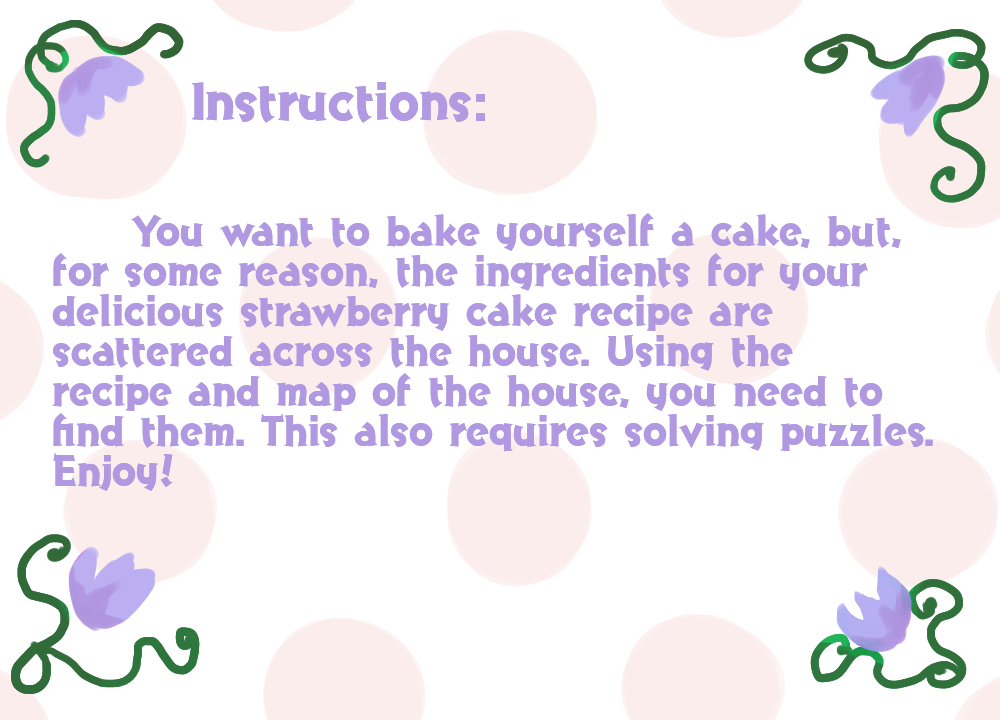 Instructions:
You want to bake yourself a cake, but,
for some reason, the ingredients for your
delicious strawberry cake recipe are
scattered across the house. Using the
recipe and map of the house, you need to
find them. This also requires solving puzzles.
Enjoy!